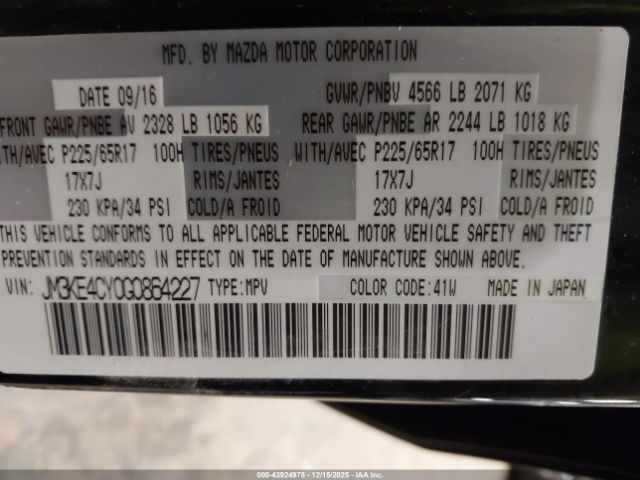 MFD. BY MAZDA MOTOR CORPORATION
DATE 09/16 GVWR/PNBV 4566 LB 2071 KG
FRONT GAWR/PNBE AV 2328 LB 1056 KG REAR GAWR/PNBE AR 2244 LB 1018 KG
WITH/AVEC P225/65R17 100H TIRES/PNEUS WITH/AVEC P225/65R17 100H TIRES/PNEUS
17X7J RIMS/JANTES 17X7J RIMS/JANTES
230 KPA/34 PSI COLD/A FROID 230 KPA/34 PSI COLD/A FROID
THIS VEHICLE CONFORMS TO ALL APPLICABLE FEDERAL MOTOR VEHICLE SAFETY AND THEFT
PREVENTION STANDARDS IN EFFECT ON THE DATE OF MANUFACTURE SHOWN ABOVE.
VIN: JM3KE4CY0G0864227 TYPE:MPV COLOR CODE:41W MADE IN JAPAN
000-43924978 12/15/2025 COPART.COM